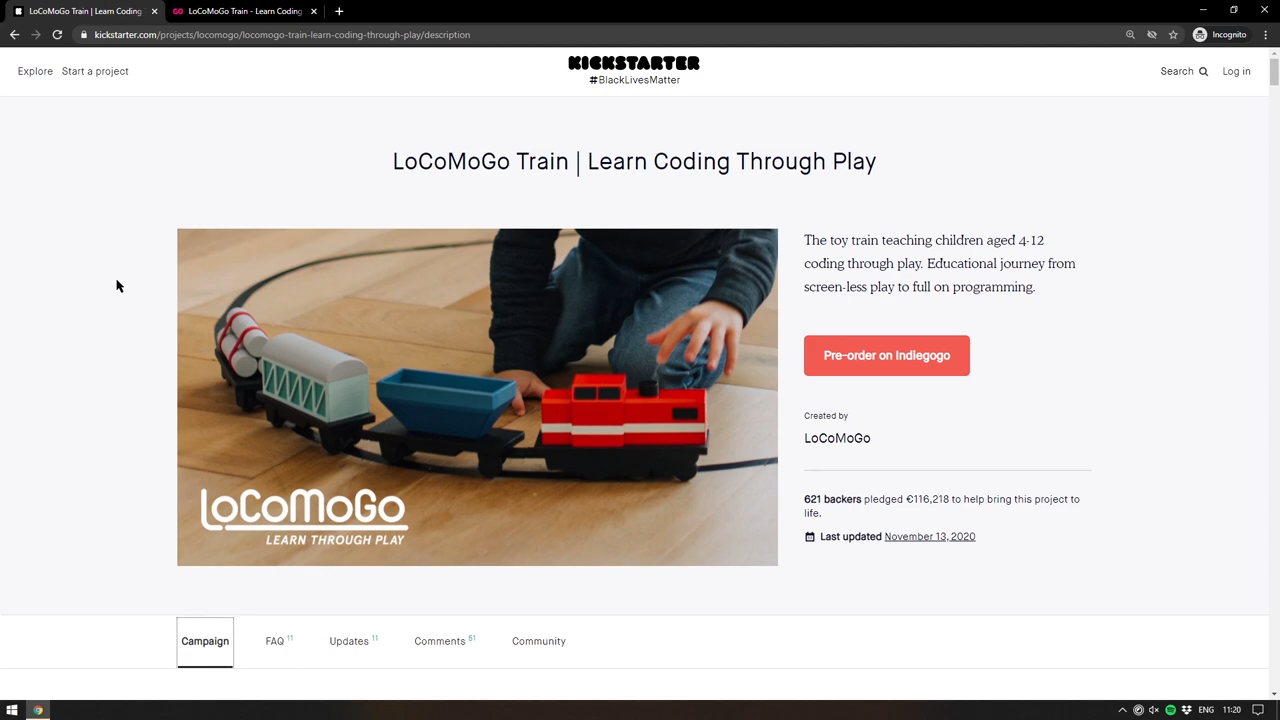 LoCoMoGo Train | Learn Coding
LoCoMoGo Train - Learn Coding
kickstarter.com/projects/locomogo/locomogo-train-learn-coding-through-play/description
Incognito
Explore
Start a project
KICKSTARTER
#BlackLivesMatter
Search
Log in
LoCoMoGo Train | Learn Coding Through Play
LoCoMoGo
LEARN THROUGH PLAY
The toy train teaching children aged 4-12
coding through play. Educational journey from
screen-less play to full on programming.
Pre-order on Indiegogo
Created by
LoCoMoGo
621 backers pledged €116,218 to help bring this project to
life.
Last updated November 13, 2020
Campaign
FAQ 11
Updates 11
Comments 51
Community
ENG
11:20